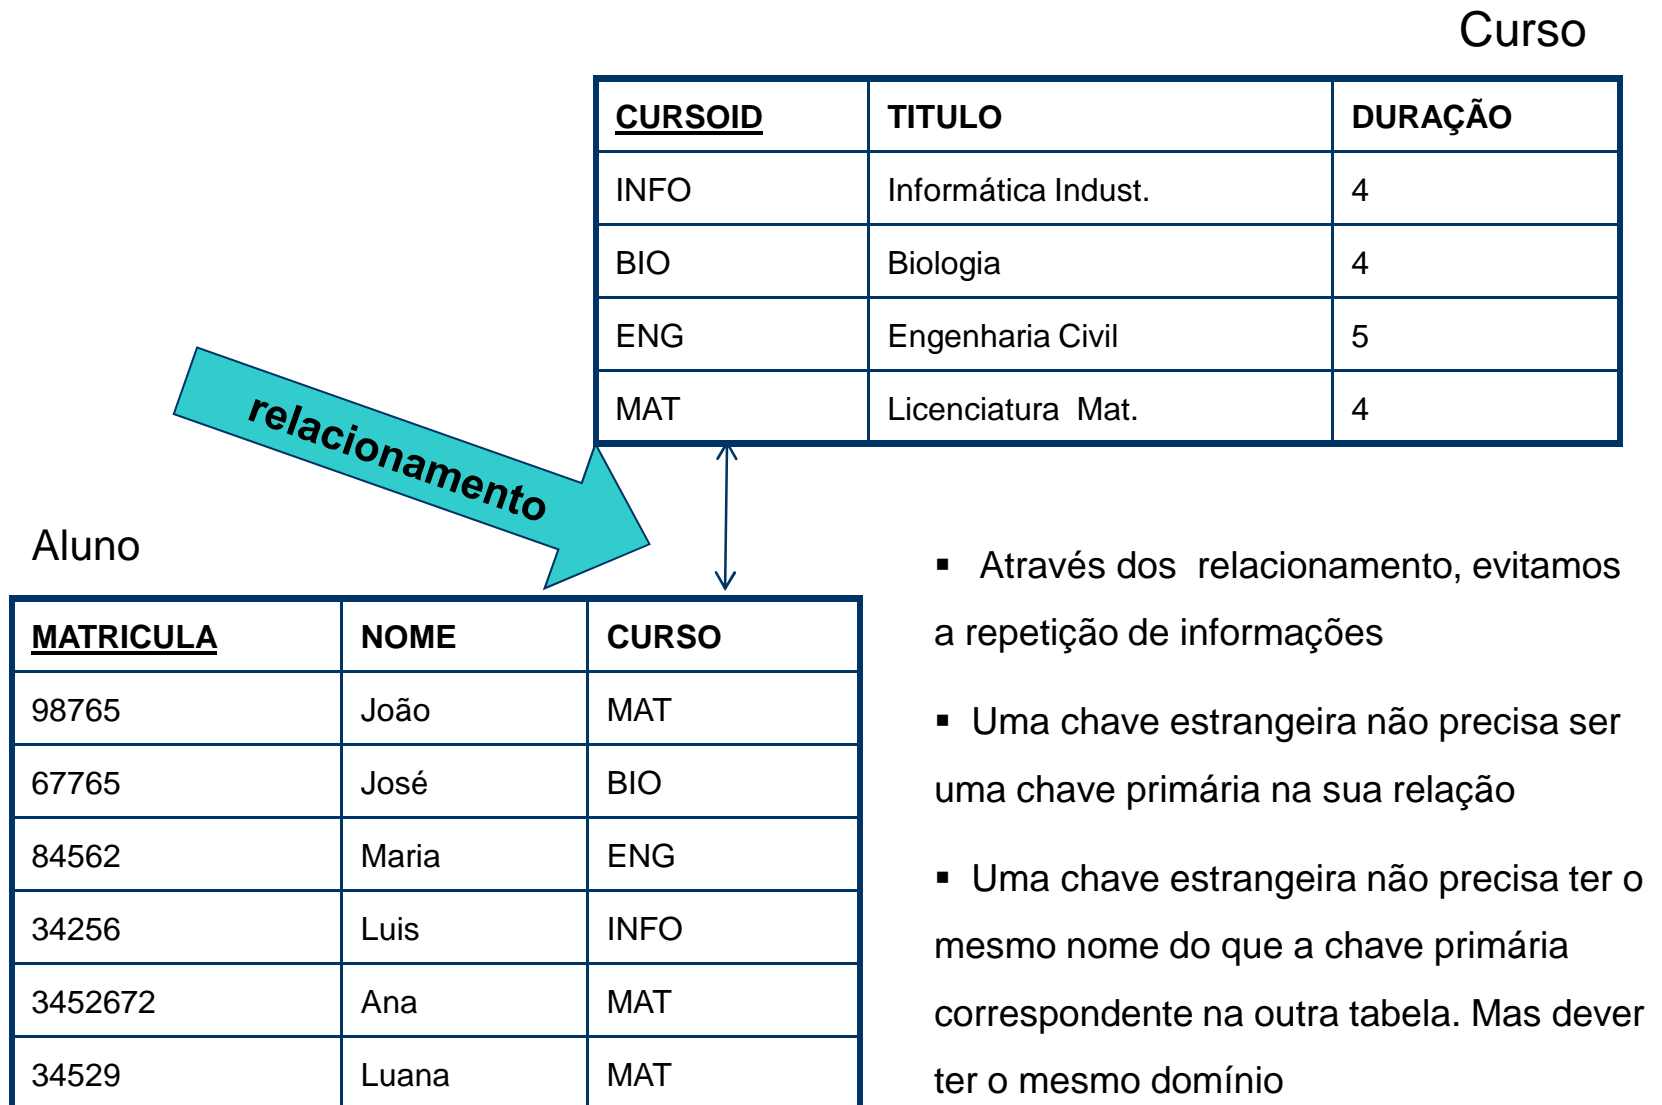 Curso
CURSOID TITULO DURAÇÃO
INFO Informática Indust. 4
BIO Biologia 4
ENG Engenharia Civil 5
MAT Licenciatura Mat. 4
relacionamento
Aluno
MATRICULA NOME CURSO
98765 João MAT
67765 José BIO
84562 Maria ENG
34256 Luis INFO
3452672 Ana MAT
34529 Luana MAT
▪ Através dos relacionamento, evitamos
a repetição de informações
▪ Uma chave estrangeira não precisa ser
uma chave primária na sua relação
▪ Uma chave estrangeira não precisa ter o
mesmo nome do que a chave primária
correspondente na outra tabela. Mas dever
ter o mesmo domínio